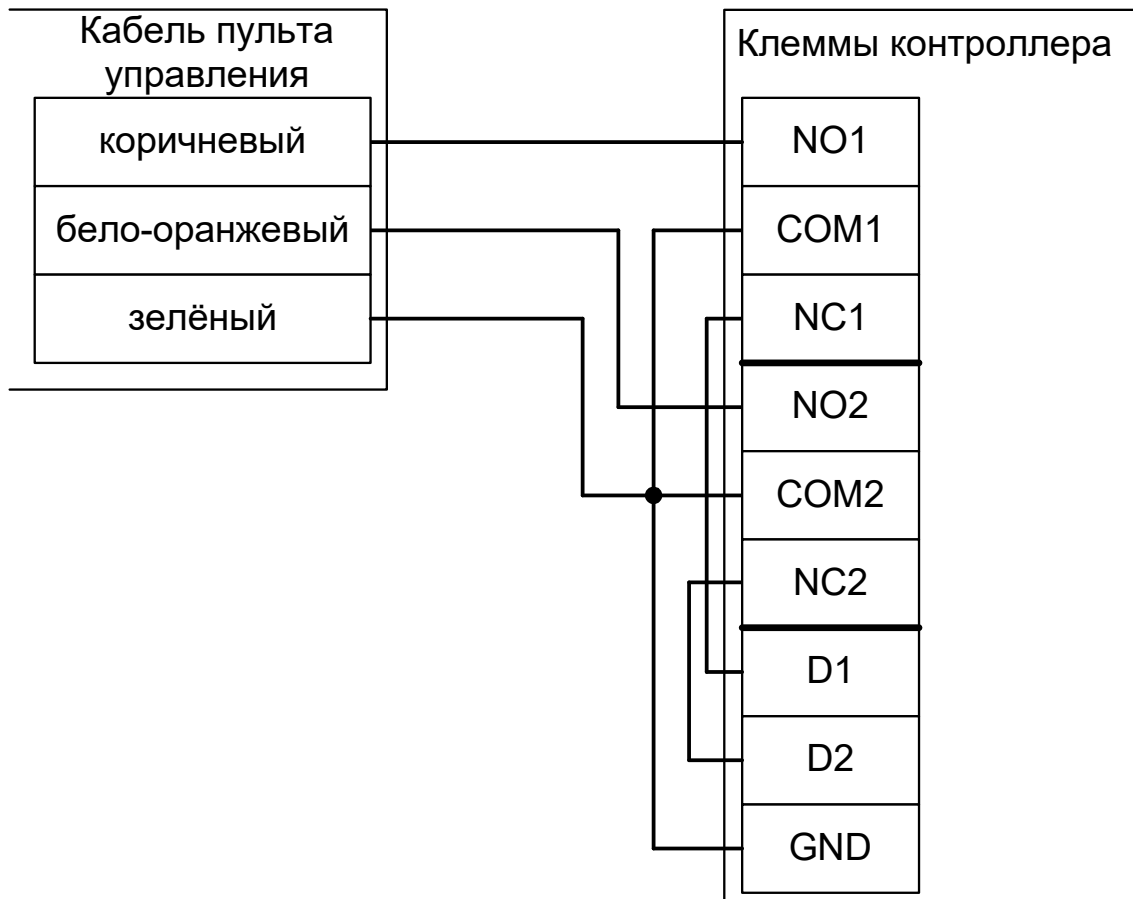 Кабель пульта
управления
коричневый
бело-оранжевый
зелёный
Клеммы контроллера
NO1
COM1
NC1
NO2
COM2
NC2
D1
D2
GND